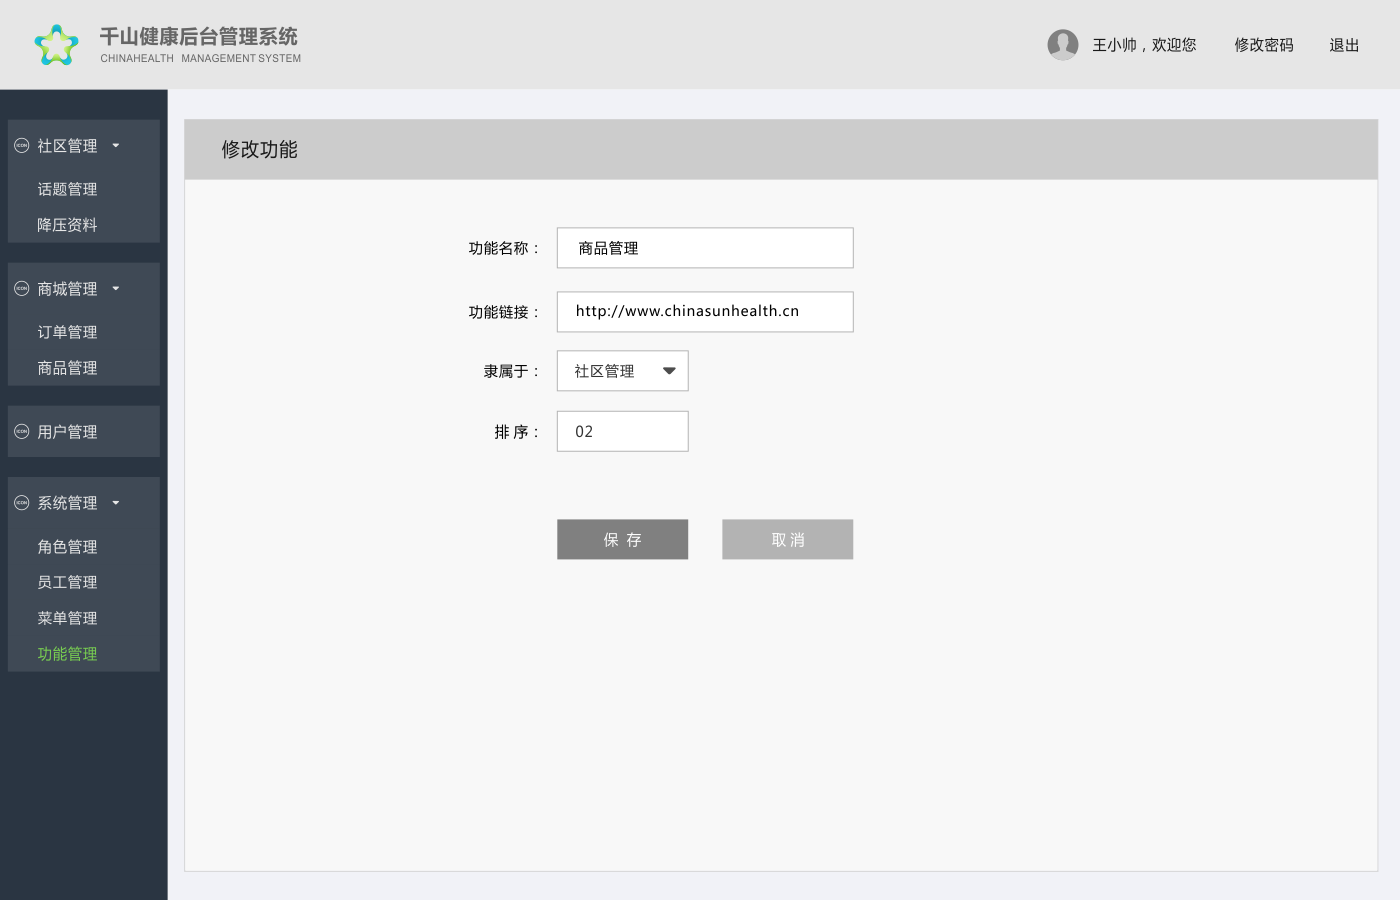 千山健康后台管理系统
CHINAHEALTH MANAGEMENT SYSTEM
王小帅，欢迎您 修改密码 退出
ICON 社区管理
话题管理
降压资料
ICON 商城管理
订单管理
商品管理
ICON 用户管理
ICON 系统管理
角色管理
员工管理
菜单管理
功能管理
修改功能
功能名称： 商品管理
功能链接： http://www.chinasunhealth.cn
隶属于： 社区管理
排 序： 02
保 存 取 消